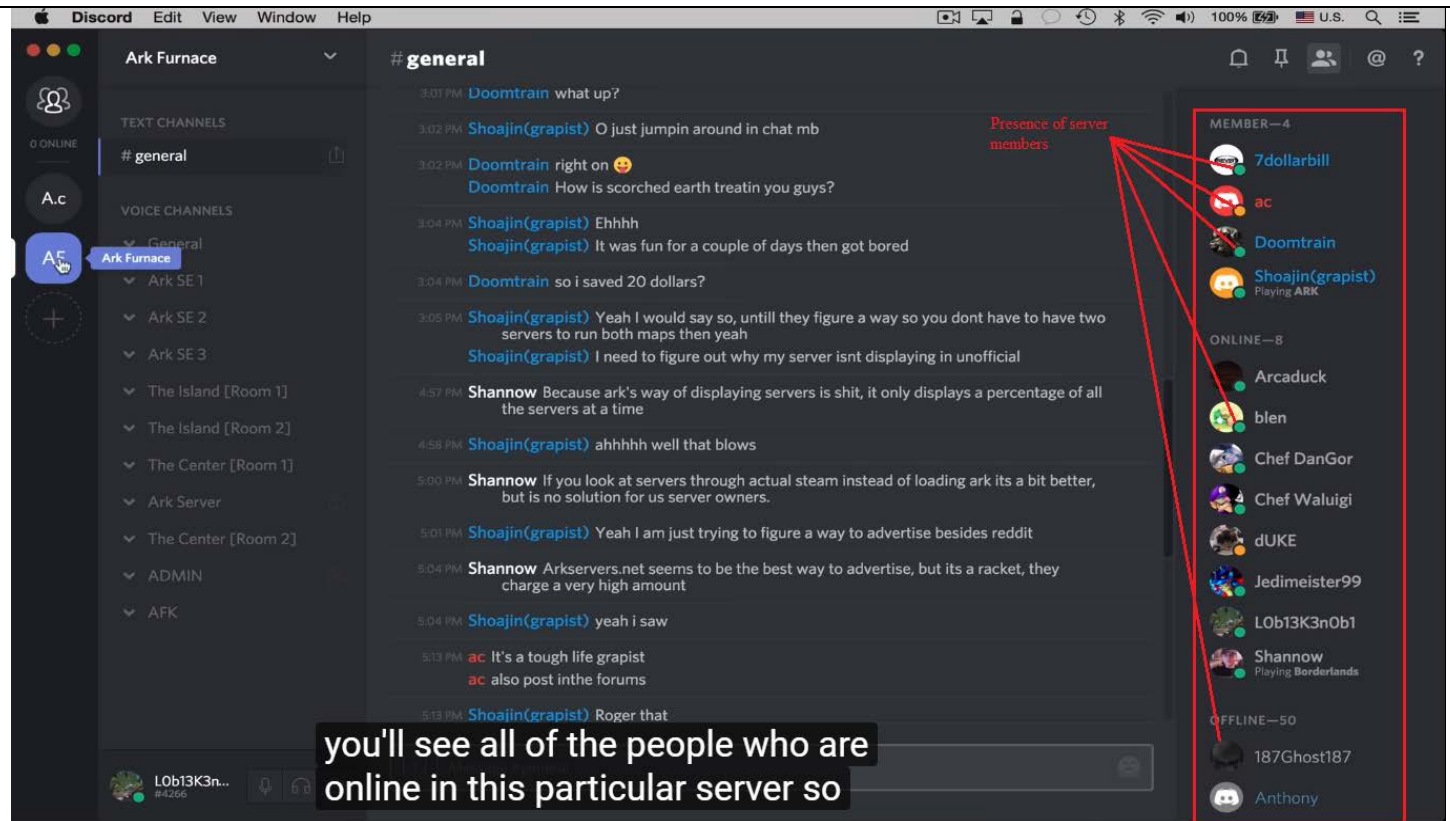 Discord Edit View Window Help
100% U.S.
Ark Furnace
#general
@ ?
0 ONLINE
A.c
AF
Ark Furnace
+
TEXT CHANNELS
# general
VOICE CHANNELS
General
Ark SE 1
Ark SE 2
Ark SE 3
The Island [Room 1]
The Island [Room 2]
The Center [Room 1]
Ark Server
The Center [Room 2]
ADMIN
AFK
L0b13K3n...
#4266
3:01 PM Doomtrain what up?
3:02 PM Shoajin(grapist) O just jumpin around in chat mb
3:02 PM Doomtrain right on 😛
Doomtrain How is scorched earth treatin you guys?
3:04 PM Shoajin(grapist) Ehhhh
Shoajin(grapist) It was fun for a couple of days then got bored
3:04 PM Doomtrain so i saved 20 dollars?
3:05 PM Shoajin(grapist) Yeah I would say so, untill they figure a way so you dont have to have two
servers to run both maps then yeah
Shoajin(grapist) I need to figure out why my server isnt displaying in unofficial
4:57 PM Shannow Because ark's way of displaying servers is shit, it only displays a percentage of all
the servers at a time
4:58 PM Shoajin(grapist) ahhhhh well that blows
5:00 PM Shannow If you look at servers through actual steam instead of loading ark its a bit better,
but is no solution for us server owners.
5:01 PM Shoajin(grapist) Yeah I am just trying to figure a way to advertise besides reddit
5:04 PM Shannow Arkservers.net seems to be the best way to advertise, but its a racket, they
charge a very high amount
5:04 PM Shoajin(grapist) yeah i saw
5:13 PM ac It's a tough life grapist
ac also post inthe forums
5:13 PM Shoajin(grapist) Roger that
you'll see all of the people who are
online in this particular server so
Presence of server
members
MEMBER—4
7dollarbill
ac
Doomtrain
Shoajin(grapist)
Playing ARK
ONLINE—8
Arcaduck
blen
Chef DanGor
Chef Waluigi
dUKE
Jedimeister99
L0b13K3nOb1
Shannow
Playing Borderlands
OFFLINE—50
187Ghost187
Anthony